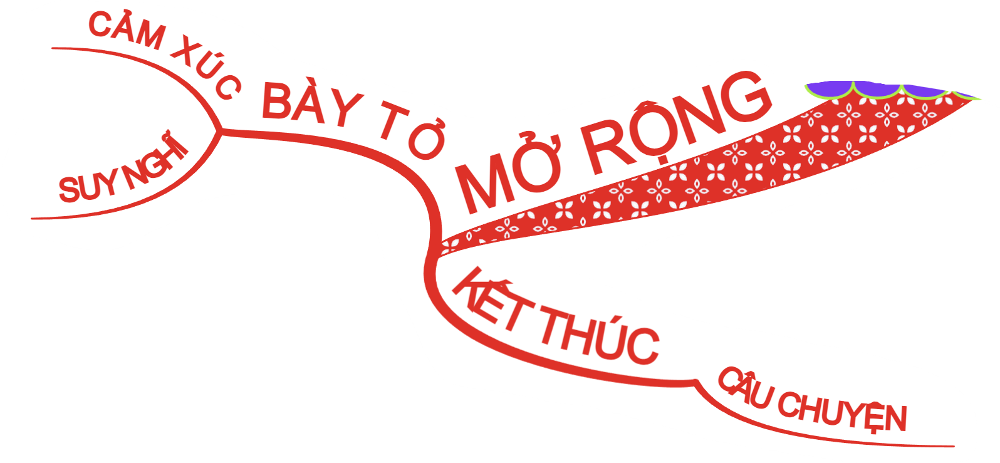 CẢM XÚC
SUY NGHĨ
BÀY TỎ
MỞ RỘNG
KẾT THÚC
CÂU CHUYỆN